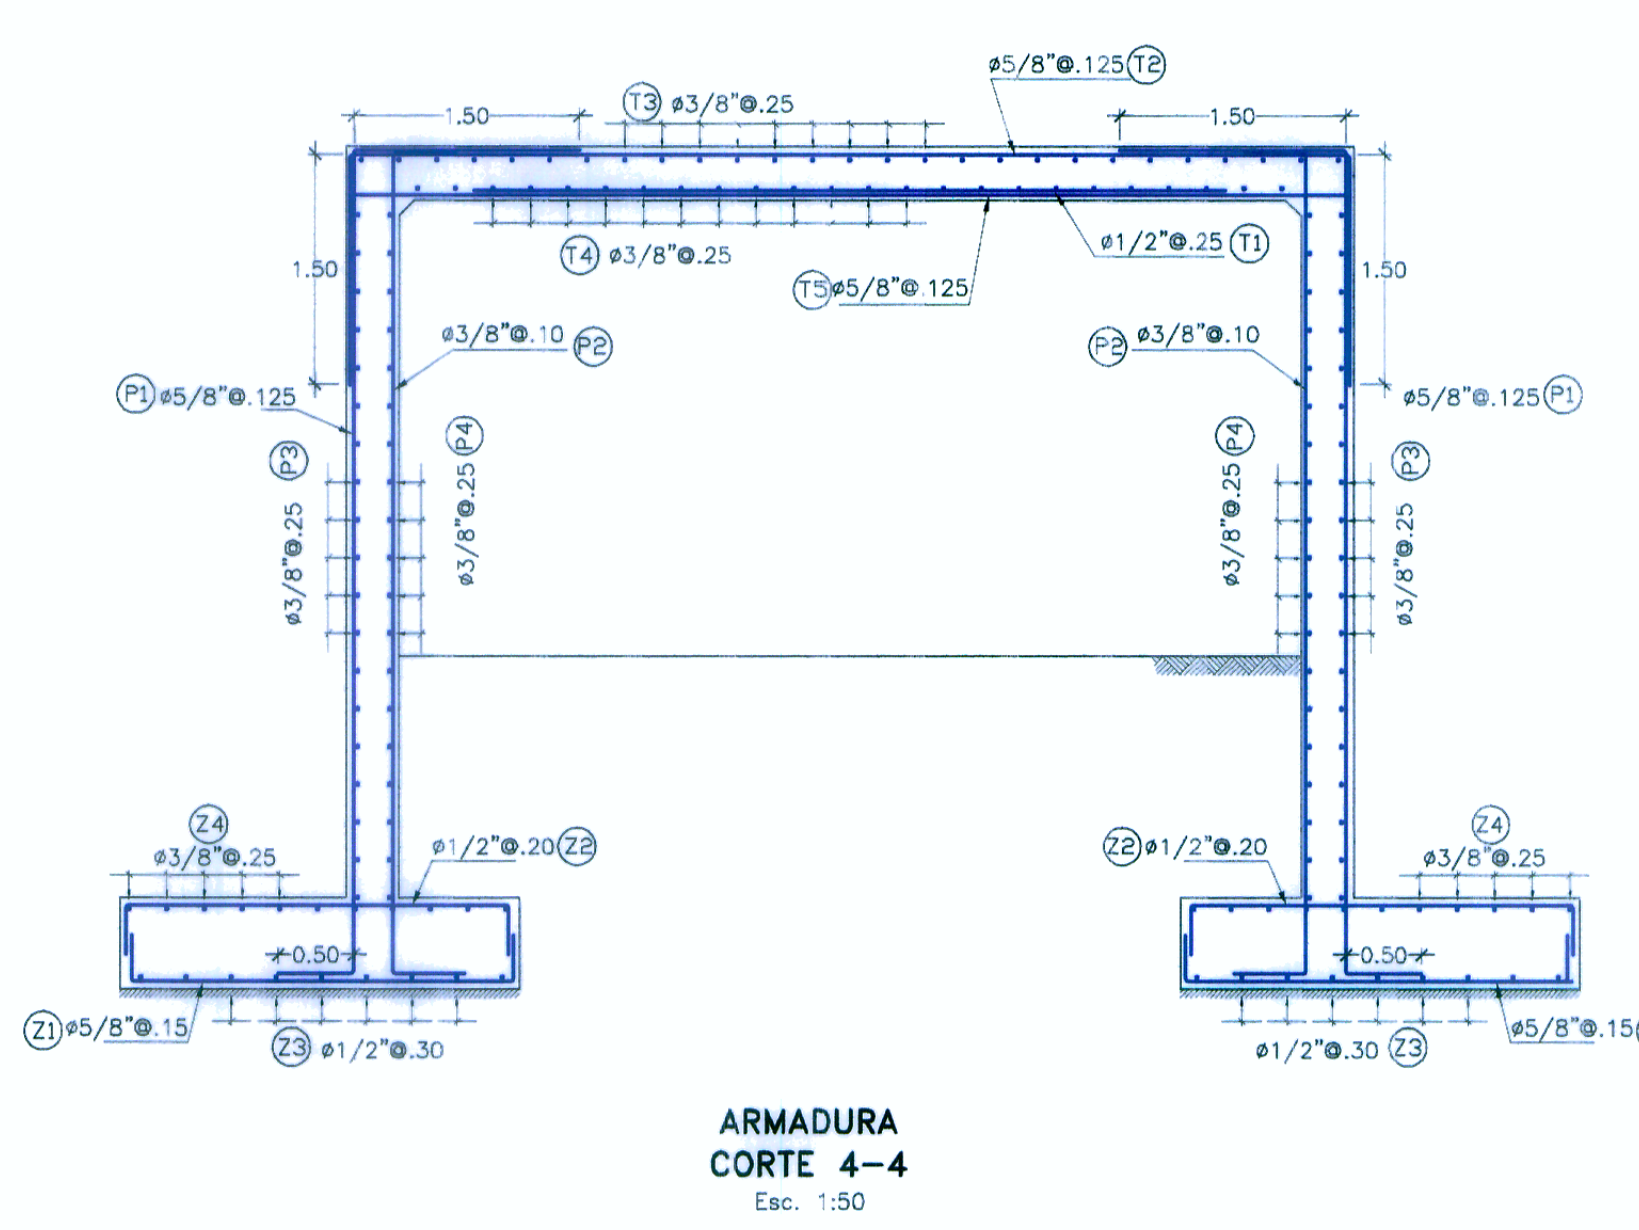 ø5/8"@.125 T2
T3 ø3/8"@.25
1.50
1.50
T4 ø3/8"@.25
ø1/2"@.25 T1
1.50
1.50
T5 ø5/8"@.125
ø3/8"@.10 P2
P2 ø3/8"@.10
P1 ø5/8"@.125
ø5/8"@.125 P1
ø3/8"@.25 P3
ø3/8"@.25 P4
ø3/8"@.25 P4
ø3/8"@.25 P3
Z4
ø3/8"@.25
ø1/2"@.20 Z2
Z2 ø1/2"@.20
Z4
ø3/8"@.25
0.50
0.50
Z1 ø5/8"@.15
Z3 ø1/2"@.30
ø1/2"@.30 Z3
ø5/8"@.15
ARMADURA
CORTE 4-4
Esc. 1:50